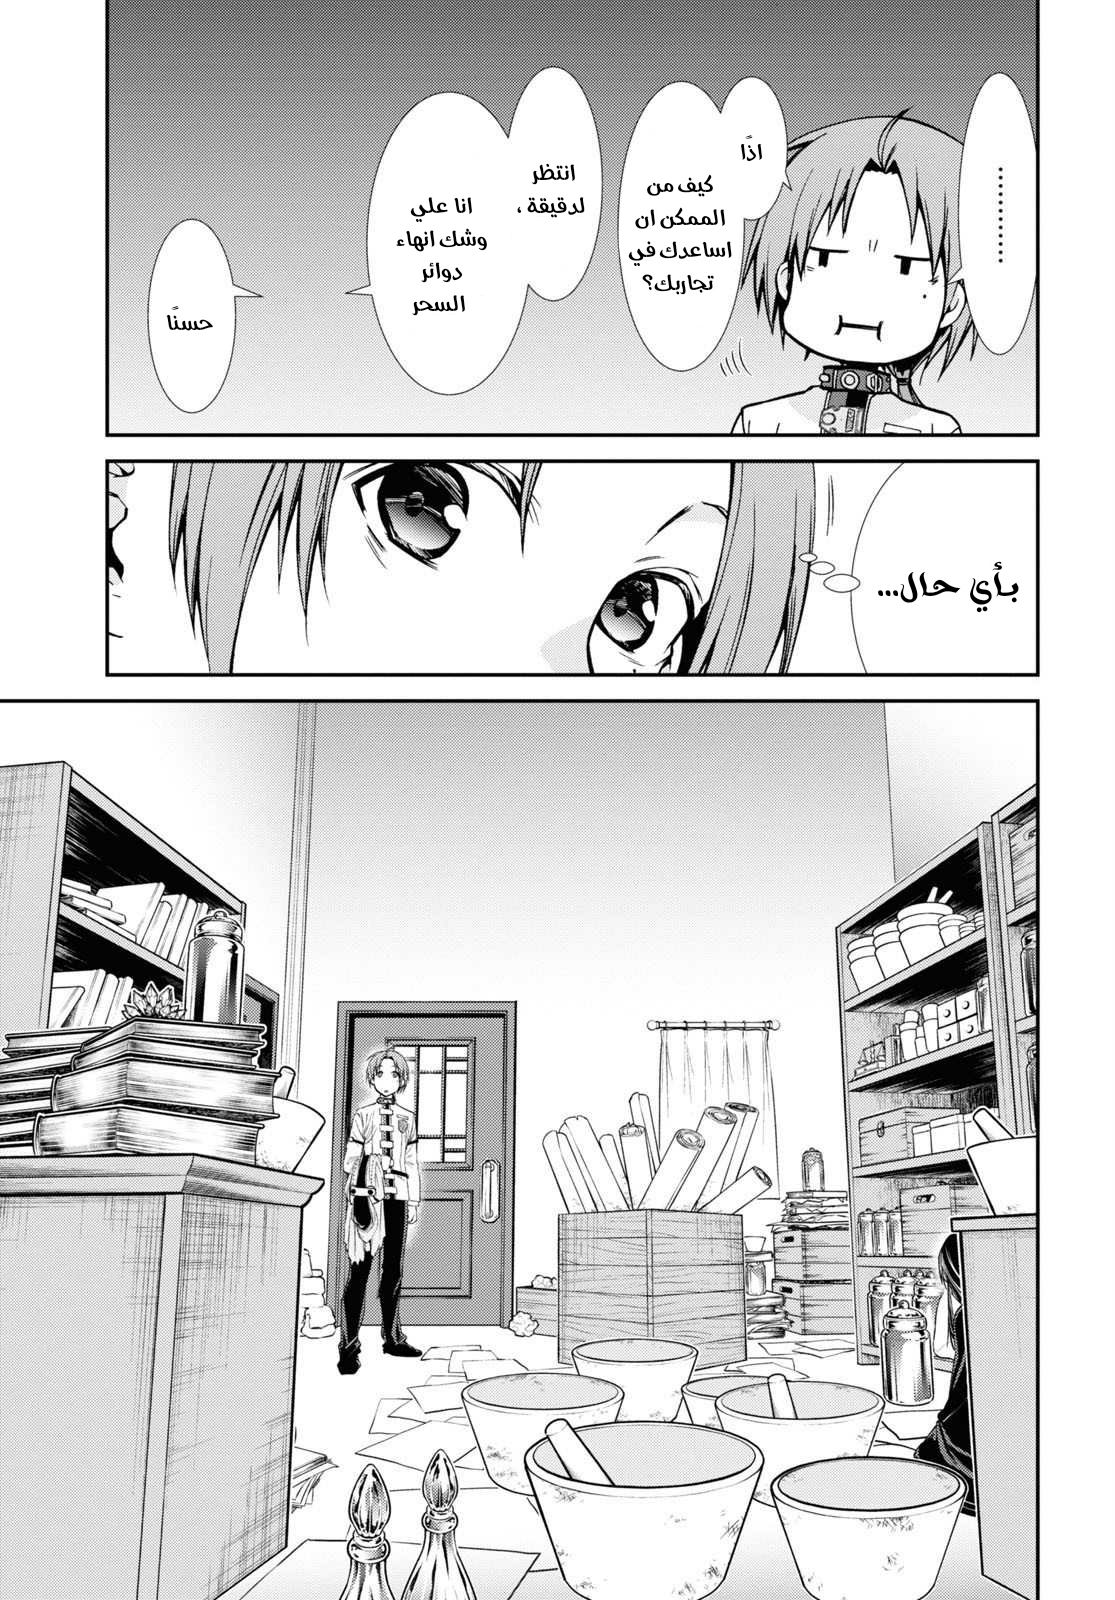 ..........
اذًا
كيف من
الممكن ان
اساعدك في
تجاربك؟
انتظر
لدقيقة ،
انا علي
وشك انهاء
دوائر
السحر
حسنًا
بأي حال...